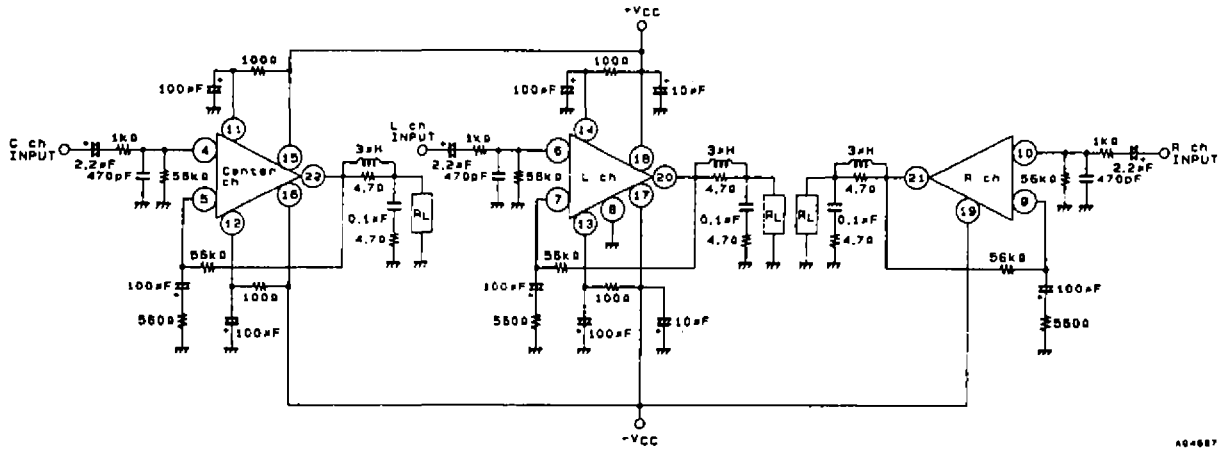 +VCC
100Ω
100µF
11
C ch
INPUT
1kΩ
2.2µF
470pF
56kΩ
4
5
Center
ch
12
15
16
22
3µH
4.7Ω
0.1µF
4.7Ω
RL
56kΩ
100µF
560Ω
100Ω
100µF
L ch
INPUT
1kΩ
2.2µF
470pF
56kΩ
100Ω
100µF
10µF
14
6
7
L ch
8
13
18
17
20
3µH
4.7Ω
0.1µF
4.7Ω
RL
56kΩ
100µF
560Ω
100Ω
100µF
10µF
RL
3µH
4.7Ω
0.1µF
4.7Ω
21
R ch
19
10
9
56kΩ
470pF
1kΩ
2.2µF
R ch
INPUT
56kΩ
100µF
560Ω
-VCC